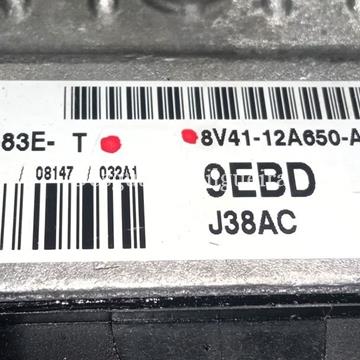 83E- T 8V41-12A650-A
/ 08147 / 032A1
9EBD
J38AC